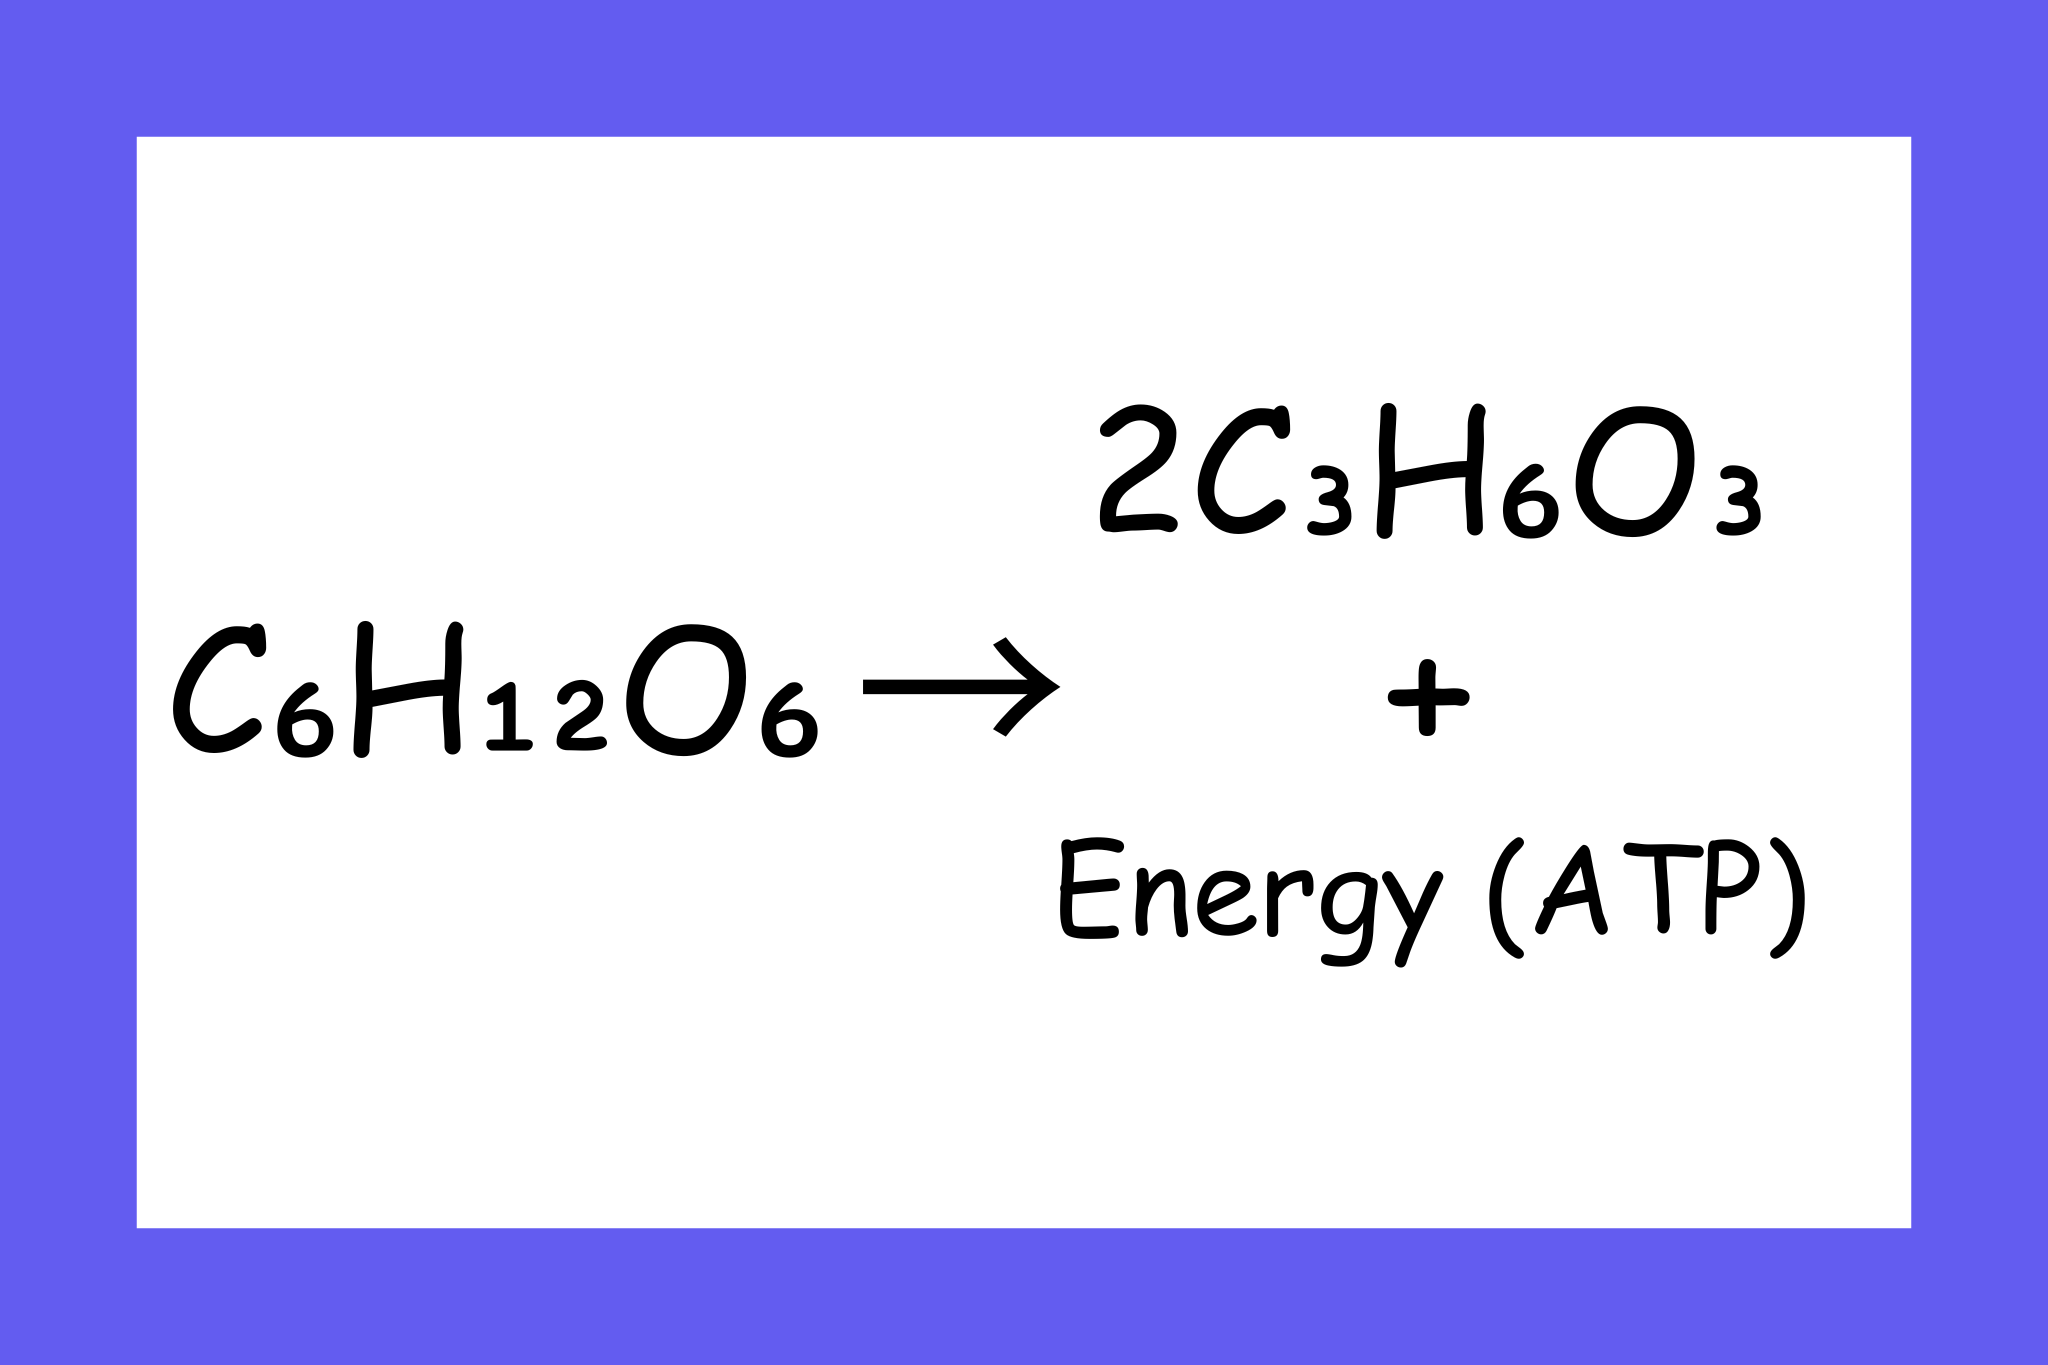 C₆H₁₂O₆ → 2C₃H₆O₃
+
Energy (ATP)